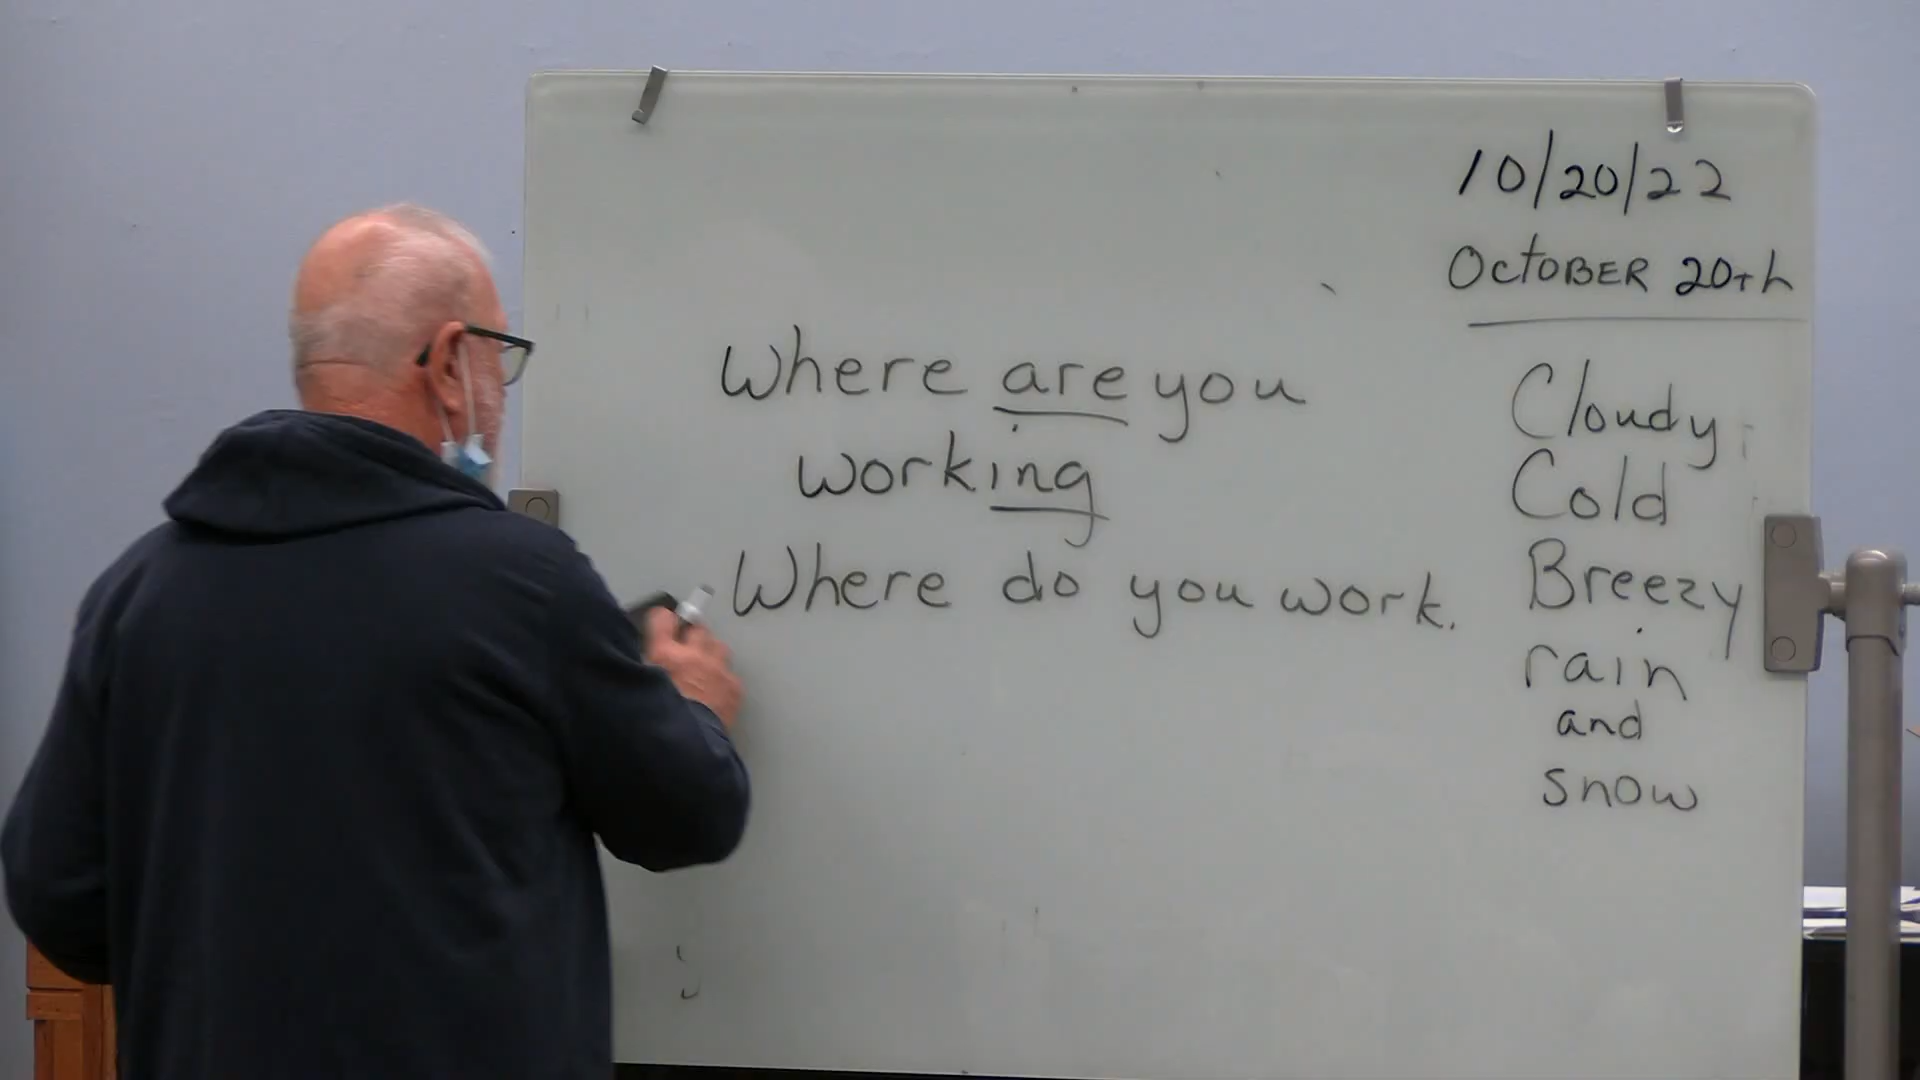 10/20/22
OCTOBER 20th
Where are you
working
Where do you work.
Cloudy
Cold
Breezy
rain
and
snow